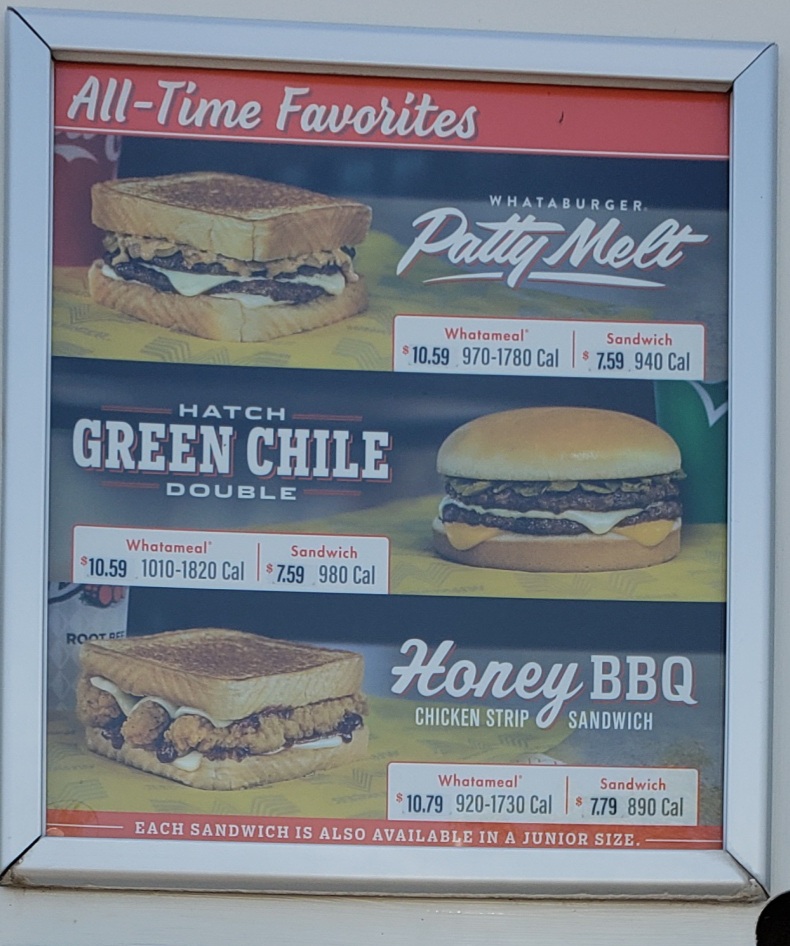 All-Time Favorites
WHATABURGER®
Patty Melt
Whatameal® Sandwich
$10.59 970-1780 Cal $7.59 940 Cal
HATCH
GREEN CHILE
DOUBLE
Whatameal® Sandwich
$10.59 1010-1820 Cal $7.59 980 Cal
ROOT BEE
Honey BBQ
CHICKEN STRIP SANDWICH
Whatameal® Sandwich
$10.79 920-1730 Cal $7.79 890 Cal
EACH SANDWICH IS ALSO AVAILABLE IN A JUNIOR SIZE.